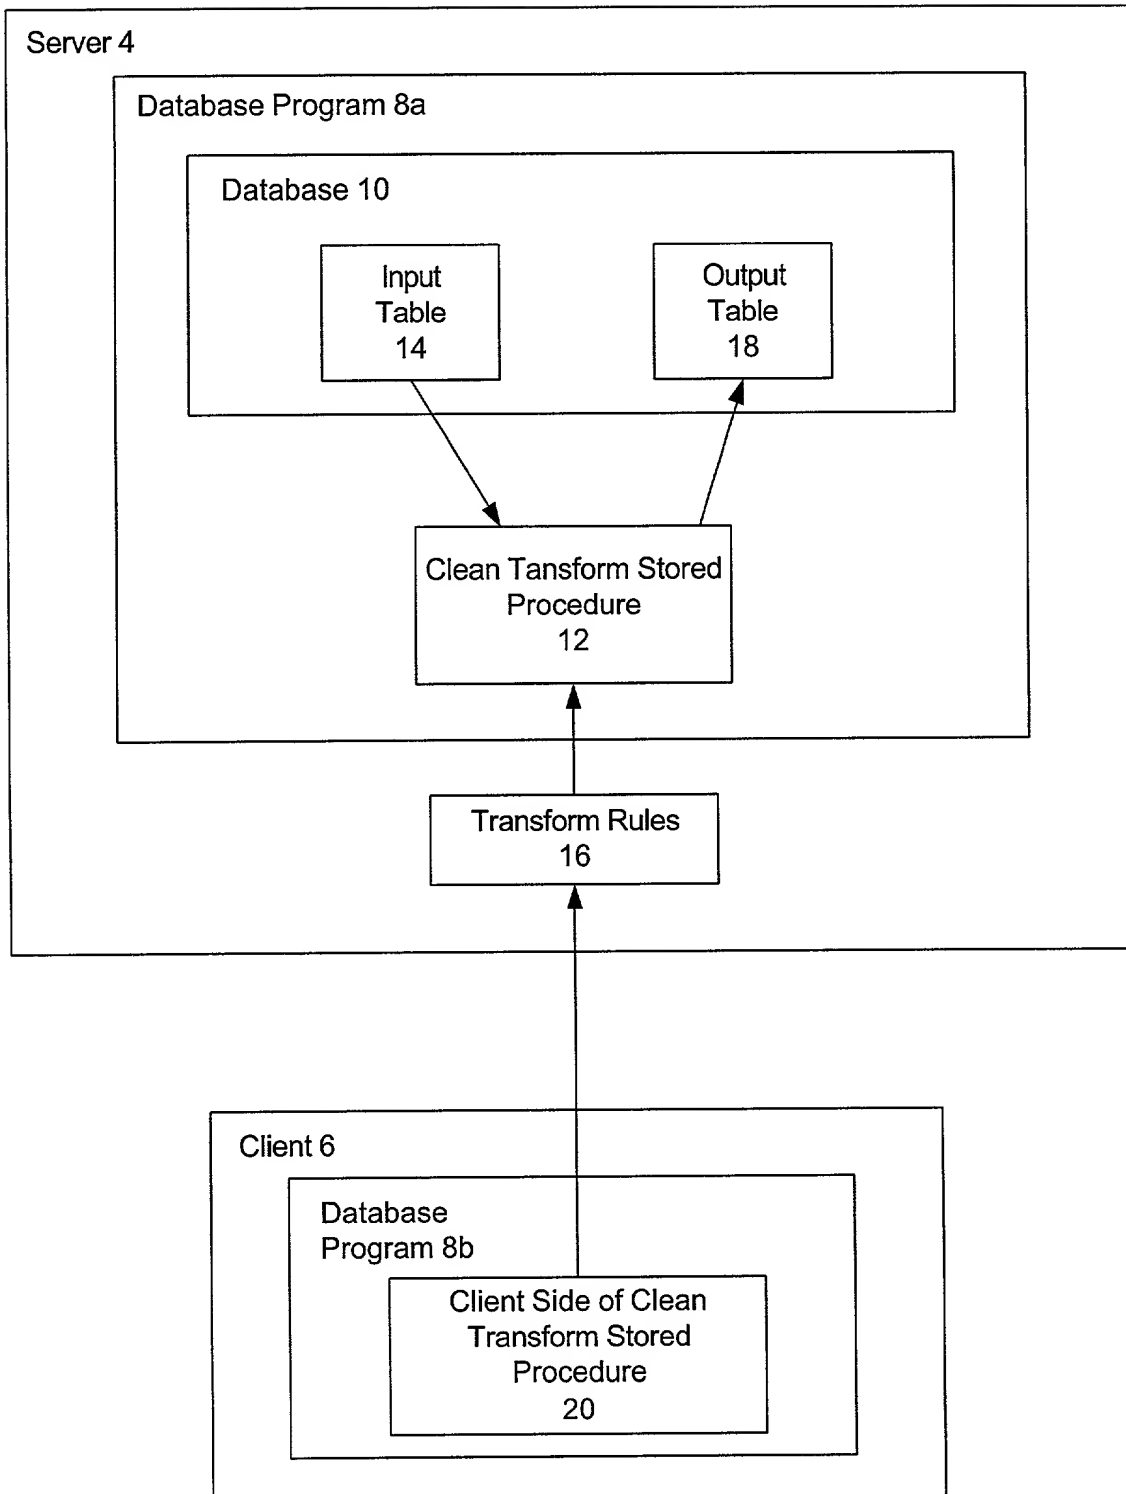 Server 4
Database Program 8a
Database 10
Input
Table
14
Output
Table
18
Clean Tansform Stored
Procedure
12
Transform Rules
16
Client 6
Database
Program 8b
Client Side of Clean
Transform Stored
Procedure
20